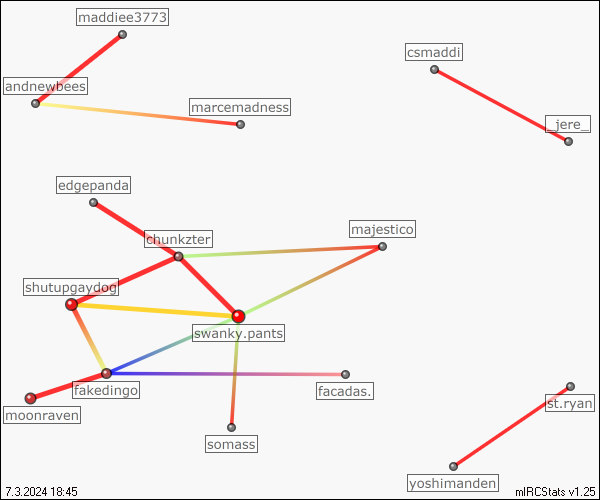 maddiee3773
csmaddi
andnewbees
marcemadness
_jere_
edgepanda
majestico
chunkzter
shutupgaydog
swanky.pants
fakedingo
facadas.
st.ryan
moonraven
somass
yoshimanden
7.3.2024 18:45
mIRCStats v1.25